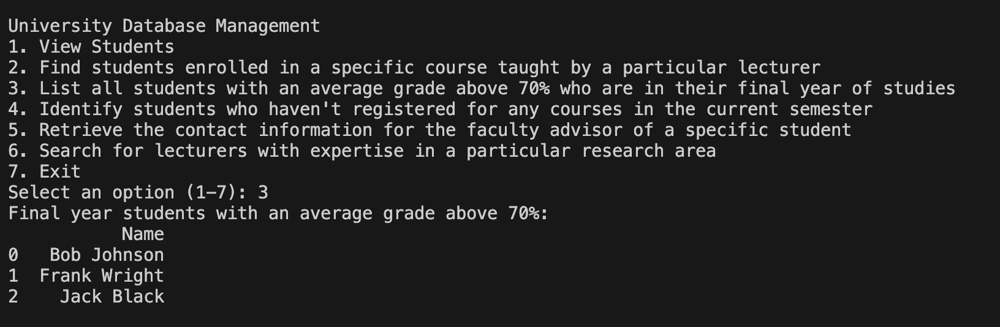 University Database Management
1. View Students
2. Find students enrolled in a specific course taught by a particular lecturer
3. List all students with an average grade above 70% who are in their final year of studies
4. Identify students who haven't registered for any courses in the current semester
5. Retrieve the contact information for the faculty advisor of a specific student
6. Search for lecturers with expertise in a particular research area
7. Exit
Select an option (1–7): 3
Final year students with an average grade above 70%:
Name
0 Bob Johnson
1 Frank Wright
2 Jack Black